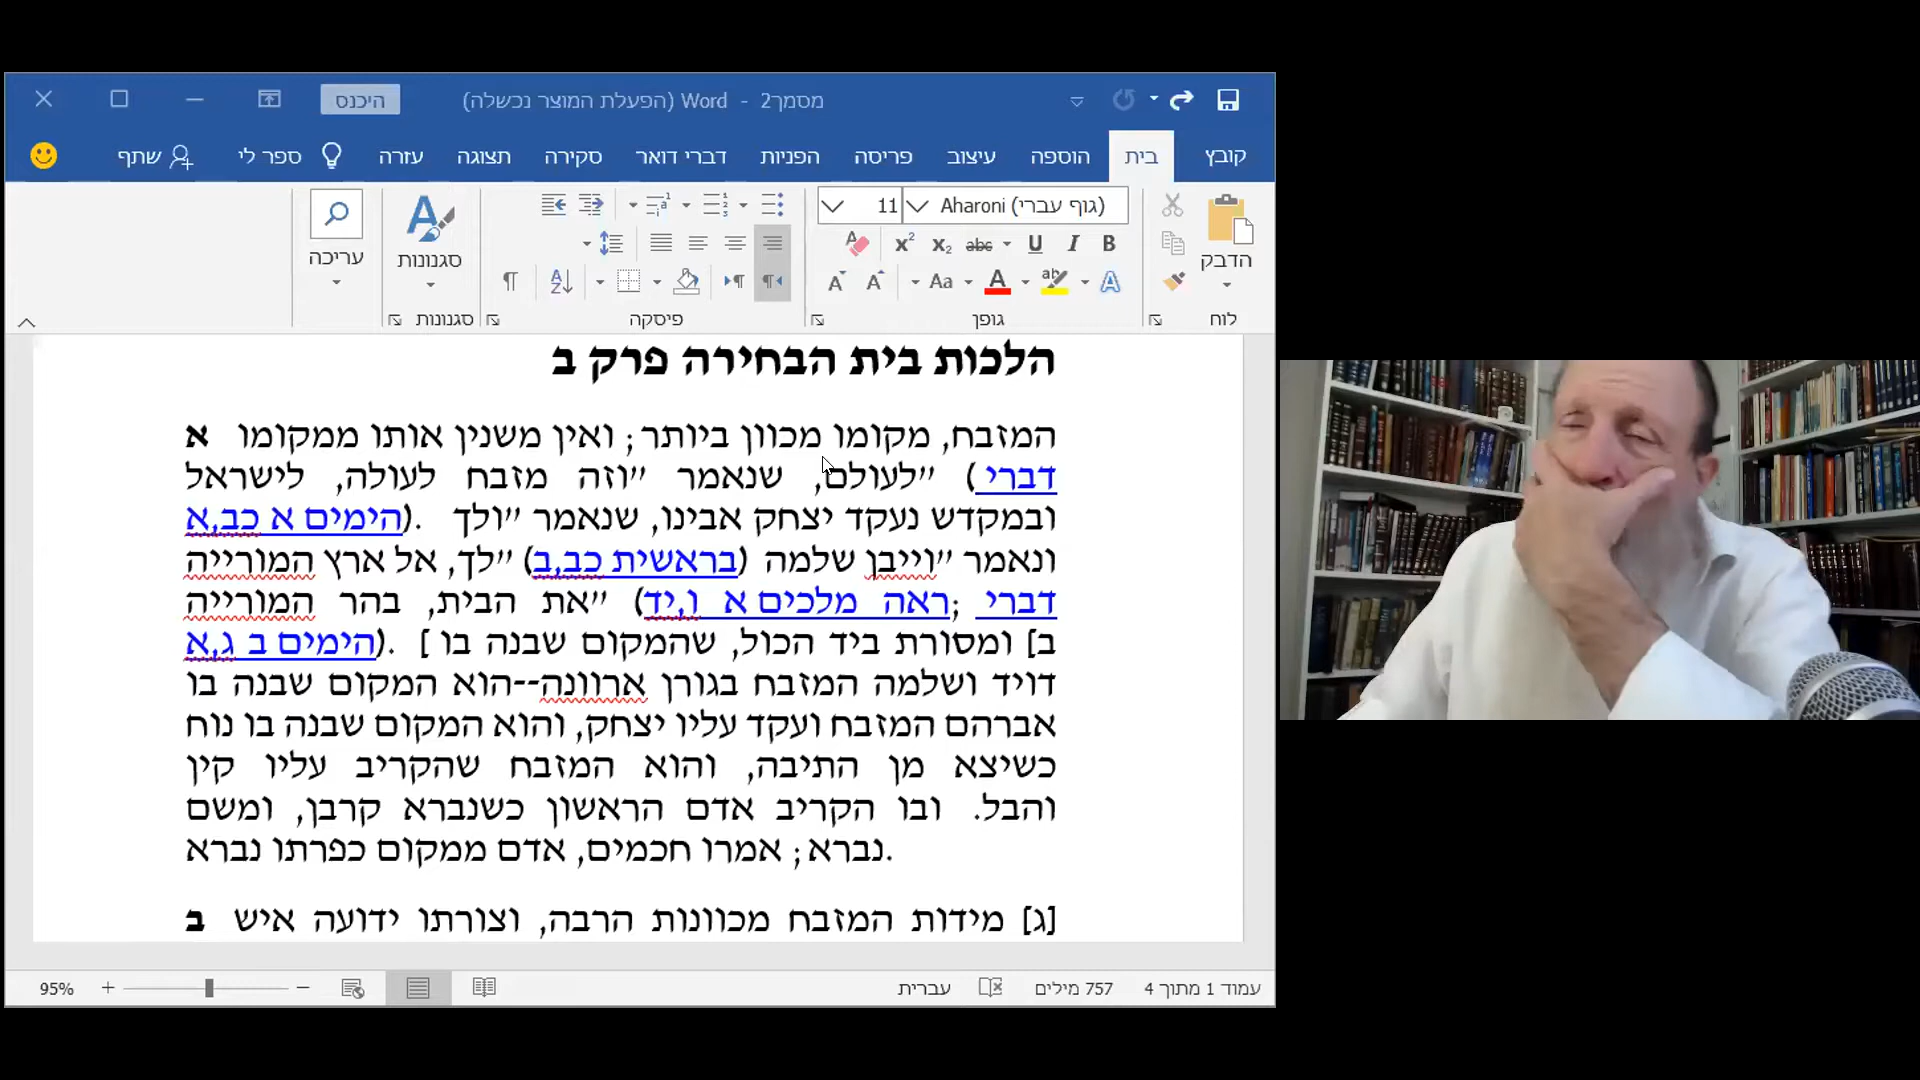 מסמך2 - Word (הפעלת המוצר נכשלה)
היכנס
קובץ
בית
הוספה
עיצוב
פריסה
הפניות
דברי דואר
סקירה
תצוגה
עזרה
ספר לי
שתף
הדבק
לוח
Aharoni (גוף עברי)
11
גופן
פיסקה
סגנונות
סגנונות
עריכה
הלכות בית הבחירה פרק ב
א המזבח, מקומו מכוון ביותר; ואין משנין אותו ממקומו
לעולם, שנאמר "וזה מזבח לעולה, לישראל" (דברי
הימים א כב,א). ובמקדש נעקד יצחק אבינו, שנאמר "ולך
לך, אל ארץ המורייה" (בראשית כב,ב) ונאמר "וייבן שלמה
את הבית, בהר המורייה" (ראה מלכים א ו,יד; דברי
הימים ב ג,א). [ב] ומסורת ביד הכול, שהמקום שבנה בו
דויד ושלמה המזבח בגורן ארוונה--הוא המקום שבנה בו
אברהם המזבח ועקד עליו יצחק, והוא המקום שבנה בו נוח
כשיצא מן התיבה, והוא המזבח שהקריב עליו קין
והבל. ובו הקריב אדם הראשון כשנברא קרבן, ומשם
נברא; אמרו חכמים, אדם ממקום כפרתו נברא.
ב [ג] מידות המזבח מכוונות הרבה, וצורתו ידועה איש
עמוד 1 מתוך 4
757 מילים
עברית
95%